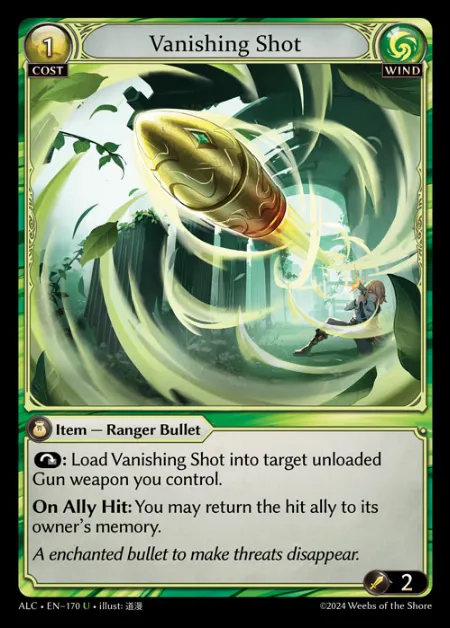 1
Vanishing Shot
COST
WIND
Item — Ranger Bullet
: Load Vanishing Shot into target unloaded
Gun weapon you control.
On Ally Hit: You may return the hit ally to its
owner's memory.
A enchanted bullet to make threats disappear.
2
ALC • EN-170 U • illust: 道漫
©2024 Weebs of the Shore